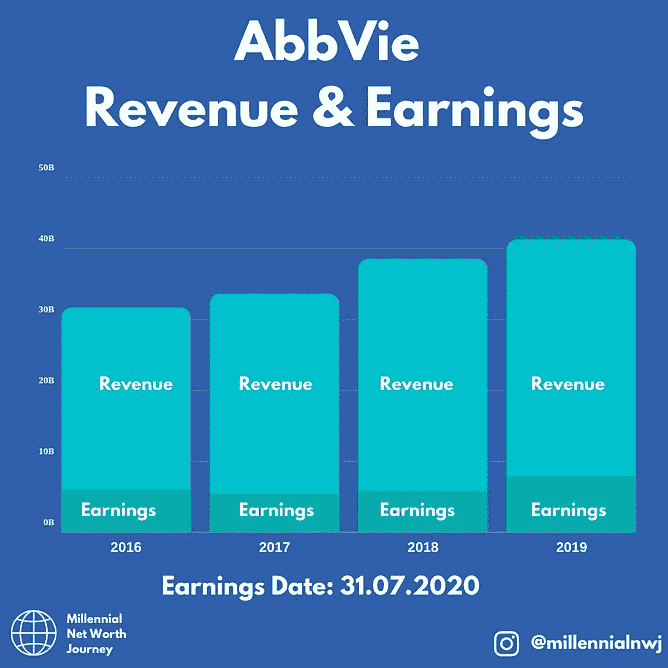 AbbVie
Revenue & Earnings
50B
40B
30B
20B
10B
0B
Revenue
Revenue
Revenue
Revenue
Earnings
Earnings
Earnings
Earnings
2016
2017
2018
2019
Earnings Date: 31.07.2020
Millennial
Net Worth
Journey
@millennialnwj